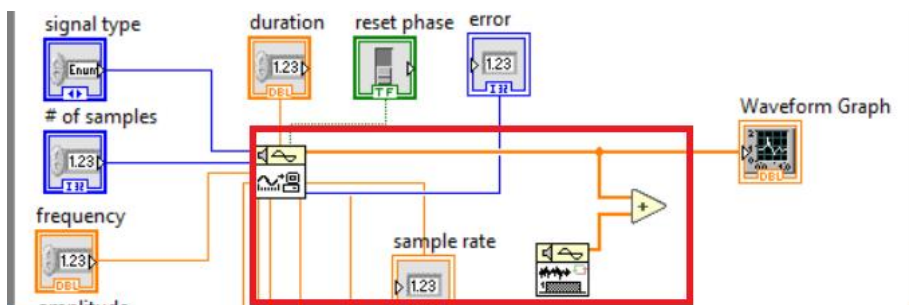 signal type
duration
reset phase
error
Enum
1.23
DBL
TF
1.23
I32
# of samples
1.23
I32
Waveform Graph
DBL
frequency
1.23
DBL
sample rate
1.23